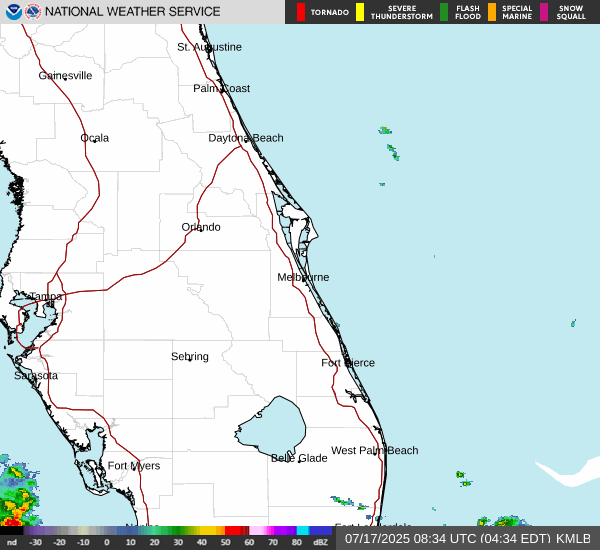 NATIONAL WEATHER SERVICE
TORNADO
SEVERE
THUNDERSTORM
FLASH
FLOOD
SPECIAL
MARINE
SNOW
SQUALL
St. Augustine
Gainesville
Palm Coast
Ocala
Daytona Beach
Orlando
Melbourne
Tampa
Sebring
Fort Pierce
Sarasota
West Palm Beach
Belle Glade
Fort Myers
nd -30 -20 -10 0 10 20 30 40 50 60 70 80 dBZ
07/17/2025 08:34 UTC (04:34 EDT) KMLB